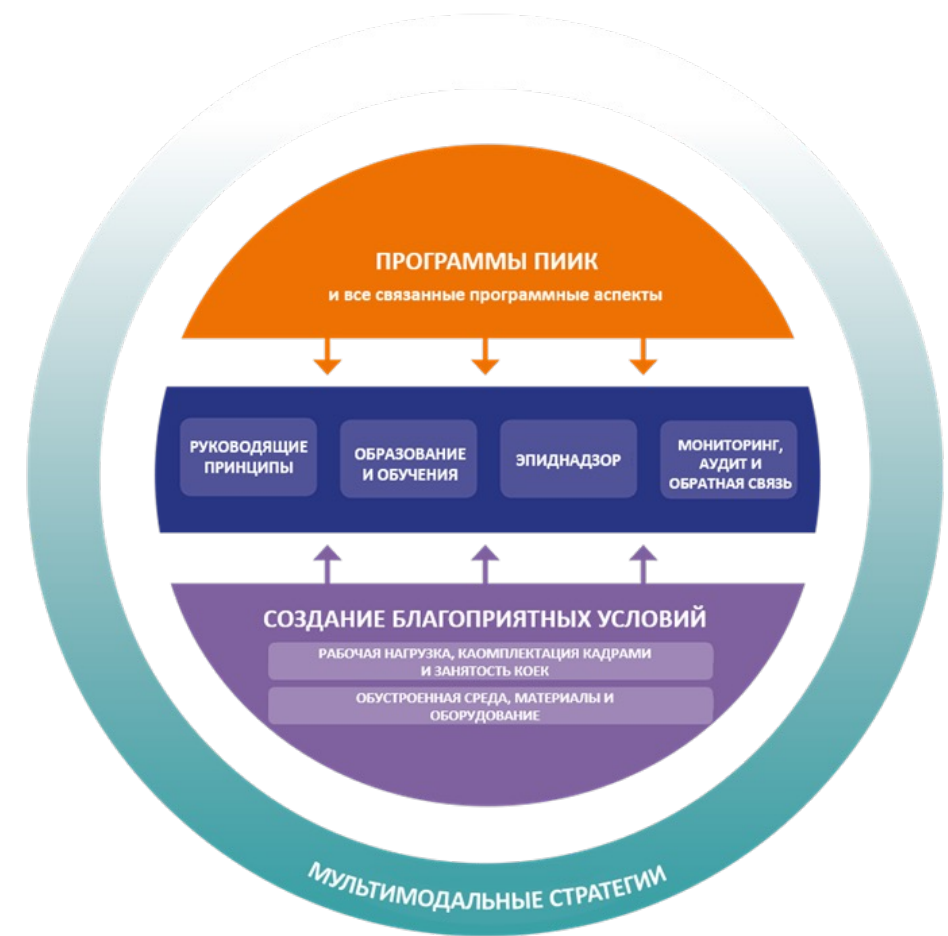 ПРОГРАММЫ ПИИК
и все связанные программные аспекты
РУКОВОДЯЩИЕ
ПРИНЦИПЫ
ОБРАЗОВАНИЕ
И ОБУЧЕНИЯ
ЭПИДНАДЗОР
МОНИТОРИНГ,
АУДИТ И
ОБРАТНАЯ СВЯЗЬ
СОЗДАНИЕ БЛАГОПРИЯТНЫХ УСЛОВИЙ
РАБОЧАЯ НАГРУЗКА, КАОМПЛЕКТАЦИЯ КАДРАМИ
И ЗАНЯТОСТЬ КОЕК
ОБУСТРОЕННАЯ СРЕДА, МАТЕРИАЛЫ И
ОБОРУДОВАНИЕ
МУЛЬТИМОДАЛЬНЫЕ СТРАТЕГИИ